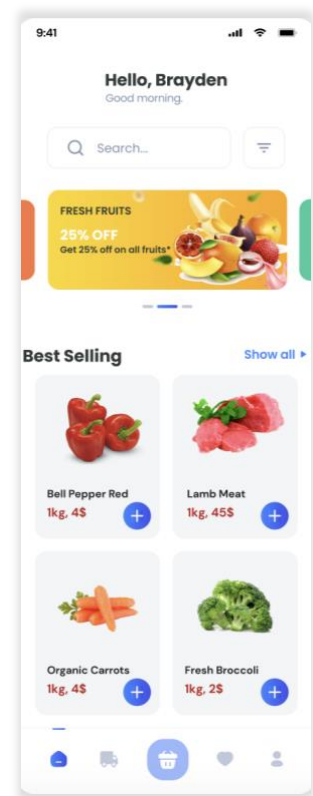 9:41
Hello, Brayden
Good morning.
Search...
FRESH FRUITS
25% OFF
Get 25% off on all fruits*
Best Selling
Show all
Bell Pepper Red
1kg, 4$
Lamb Meat
1kg, 45$
Organic Carrots
1kg, 4$
Fresh Broccoli
1kg, 2$